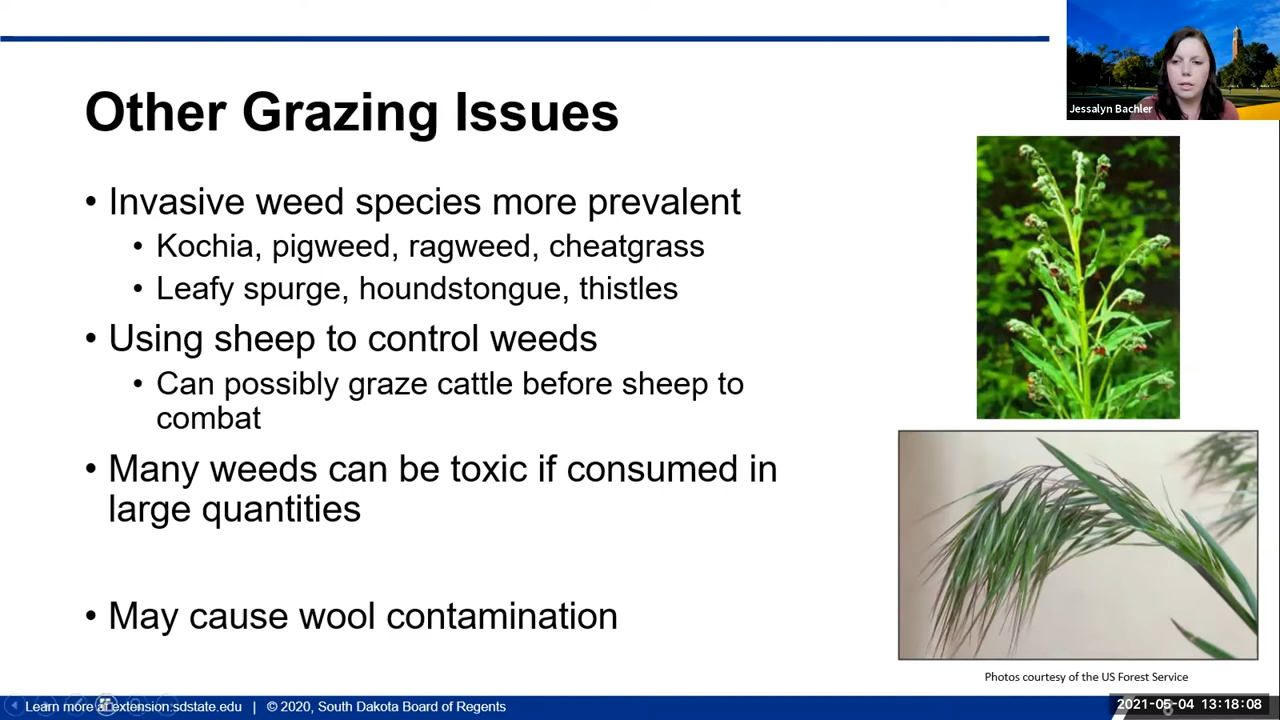 Jessalyn Bachler
Other Grazing Issues
• Invasive weed species more prevalent
• Kochia, pigweed, ragweed, cheatgrass
• Leafy spurge, houndstongue, thistles
• Using sheep to control weeds
• Can possibly graze cattle before sheep to
combat
• Many weeds can be toxic if consumed in
large quantities
• May cause wool contamination
Photos courtesy of the US Forest Service
Learn more at extension.sdstate.edu | © 2020, South Dakota Board of Regents
2021-05-04 13:18:08